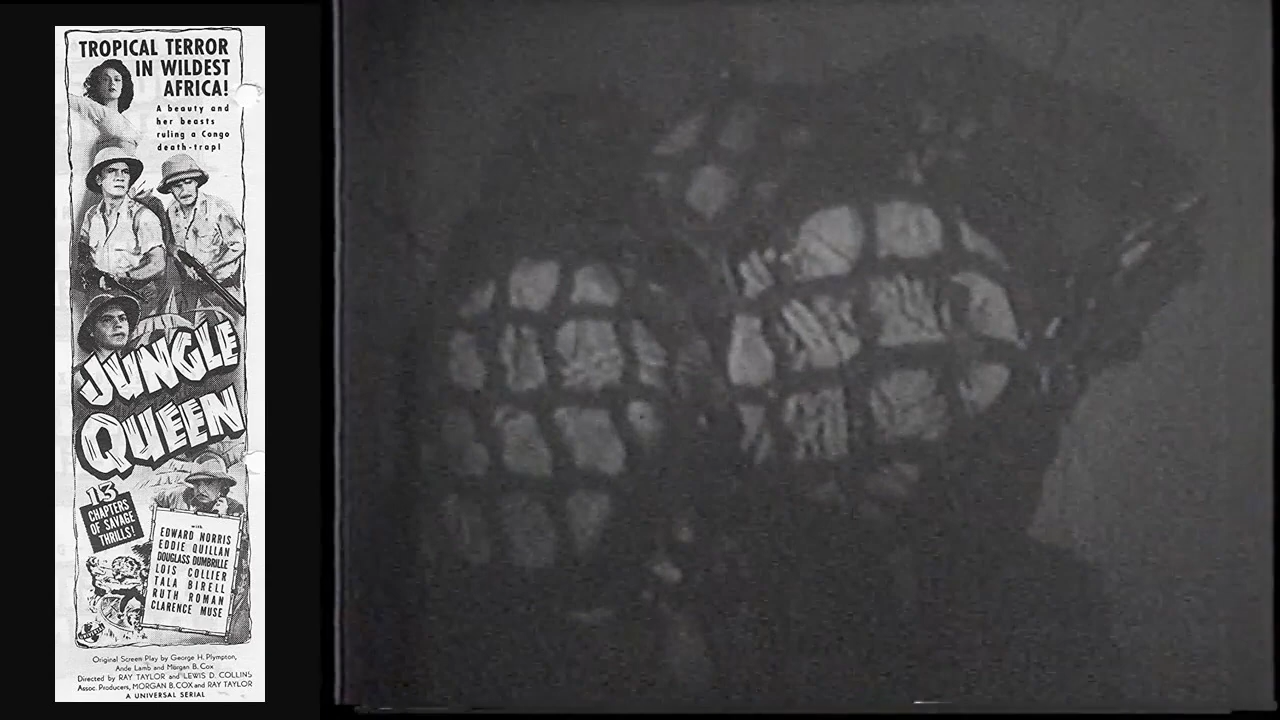 TROPICAL TERROR
IN WILDEST
AFRICA!
A beauty and
her beasts
ruling a Congo
death-trap!
JUNGLE
QUEEN
13
CHAPTERS
OF SAVAGE
THRILLS!
with
EDWARD NORRIS
EDDIE QUILLAN
DOUGLASS DUMBRILLE
LOIS COLLIER
TALA BIRELL
RUTH ROMAN
CLARENCE MUSE
Original Screen Play by George H. Plympton,
Ande Lamb and Morgan B. Cox
Directed by RAY TAYLOR and LEWIS D. COLLINS
Assoc. Producers, MORGAN B. COX and RAY TAYLOR
A UNIVERSAL SERIAL